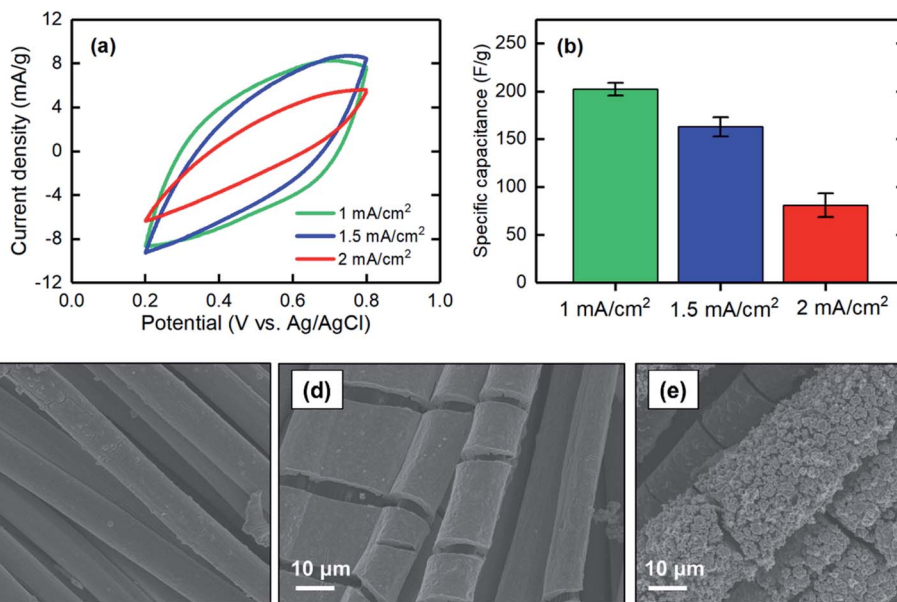 (a)
Current density (mA/g)
12
8
4
0
-4
-8
-12
1 mA/cm²
1.5 mA/cm²
2 mA/cm²
0.0 0.2 0.4 0.6 0.8 1.0
Potential (V vs. Ag/AgCl)
(b)
Specific capacitance (F/g)
250
200
150
100
50
0
1 mA/cm²
1.5 mA/cm²
2 mA/cm²
(d)
10 µm
(e)
10 µm